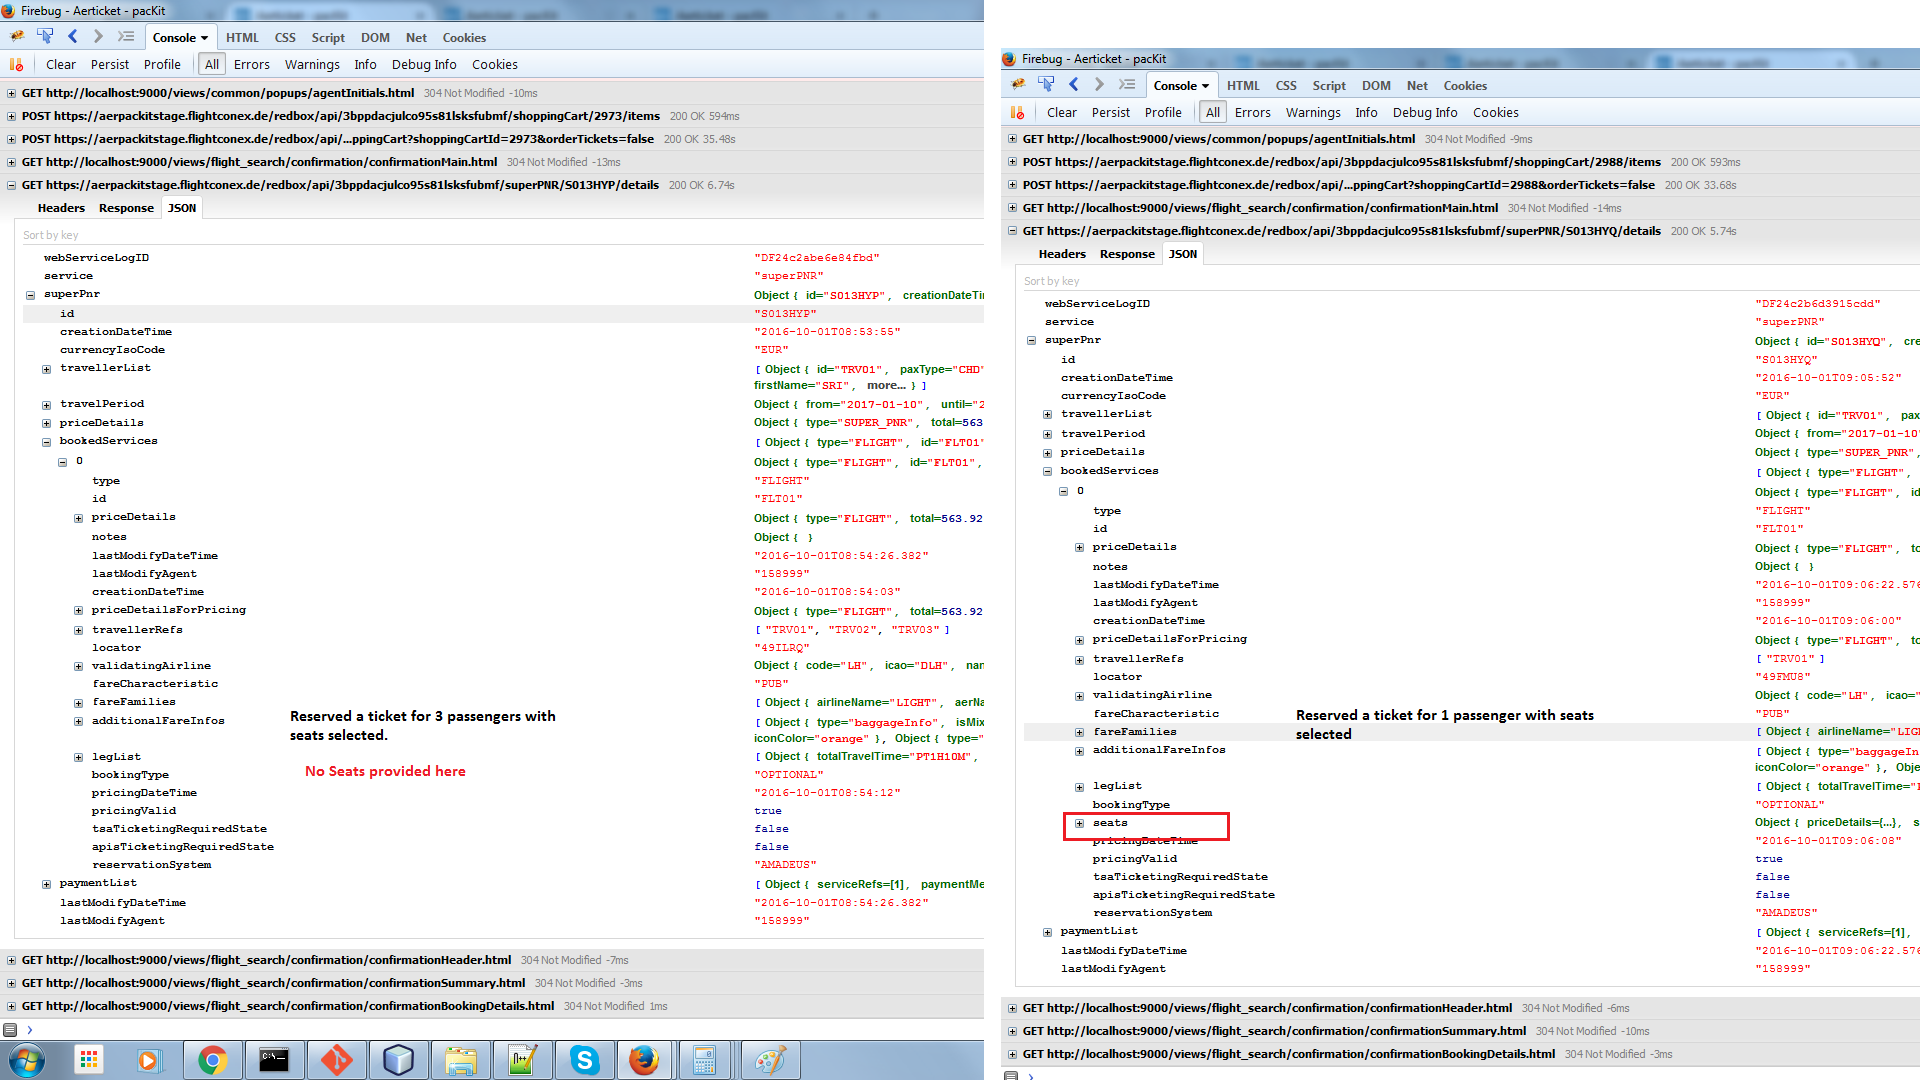 Firebug - Aerticket - pacKit
Console HTML CSS Script DOM Net Cookies
Clear Persist Profile All Errors Warnings Info Debug Info Cookies
GET http://localhost:9000/views/common/popups/agentInitials.html 304 Not Modified -10ms
POST https://aerpackitstage.flightconex.de/redbox/api/3bppdacjulco95s81lsksfubmf/shoppingCart/2973/items 200 OK 594ms
POST https://aerpackitstage.flightconex.de/redbox/api/...ppingCart?shoppingCartId=2973&orderTickets=false 200 OK 35.48s
GET http://localhost:9000/views/flight_search/confirmation/confirmationMain.html 304 Not Modified -13ms
GET https://aerpackitstage.flightconex.de/redbox/api/3bppdacjulco95s81lsksfubmf/superPNR/S013HYP/details 200 OK 6.74s
Headers Response JSON
Sort by key
webServiceLogID "DF24c2abe6e84fbd"
service "superPNR"
superPnr Object { id="S013HYP", creationDateTi
id "S013HYP"
creationDateTime "2016-10-01T08:53:55"
currencyIsoCode "EUR"
travellerList [ Object { id="TRV01", paxType="CHD"
firstName="SRI", more... } ]
travelPeriod Object { from="2017-01-10", until="2
priceDetails Object { type="SUPER_PNR", total=563
bookedServices [ Object { type="FLIGHT", id="FLT01"
0 Object { type="FLIGHT", id="FLT01",
type "FLIGHT"
id "FLT01"
priceDetails Object { type="FLIGHT", total=563.92
notes Object { }
lastModifyDateTime "2016-10-01T08:54:26.382"
lastModifyAgent "158999"
creationDateTime "2016-10-01T08:54:03"
priceDetailsForPricing Object { type="FLIGHT", total=563.92
travellerRefs [ "TRV01", "TRV02", "TRV03" ]
locator "49ILRQ"
validatingAirline Object { code="LH", icao="DLH", nam
fareCharacteristic "PUB"
fareFamilies [ Object { airlineName="LIGHT", aerNa
additionalFareInfos [ Object { type="baggageInfo", isMix
iconColor="orange" }, Object { type="
legList [ Object { totalTravelTime="PT1H10M",
bookingType "OPTIONAL"
pricingDateTime "2016-10-01T08:54:12"
pricingValid true
tsaTicketingRequiredState false
apisTicketingRequiredState false
reservationSystem "AMADEUS"
paymentList [ Object { serviceRefs=[1], paymentMe
lastModifyDateTime "2016-10-01T08:54:26.382"
lastModifyAgent "158999"
Reserved a ticket for 3 passengers with
seats selected.
No Seats provided here
GET http://localhost:9000/views/flight_search/confirmation/confirmationHeader.html 304 Not Modified -7ms
GET http://localhost:9000/views/flight_search/confirmation/confirmationSummary.html 304 Not Modified -3ms
GET http://localhost:9000/views/flight_search/confirmation/confirmationBookingDetails.html 304 Not Modified 1ms
Firebug - Aerticket - pacKit
Console HTML CSS Script DOM Net Cookies
Clear Persist Profile All Errors Warnings Info Debug Info Cookies
GET http://localhost:9000/views/common/popups/agentInitials.html 304 Not Modified -9ms
POST https://aerpackitstage.flightconex.de/redbox/api/3bppdacjulco95s81lsksfubmf/shoppingCart/2988/items 200 OK 593ms
POST https://aerpackitstage.flightconex.de/redbox/api/...ppingCart?shoppingCartId=2988&orderTickets=false 200 OK 33.68s
GET http://localhost:9000/views/flight_search/confirmation/confirmationMain.html 304 Not Modified -14ms
GET https://aerpackitstage.flightconex.de/redbox/api/3bppdacjulco95s81lsksfubmf/superPNR/S013HYQ/details 200 OK 5.74s
Headers Response JSON
Sort by key
webServiceLogID "DF24c2b6d3915cdd"
service "superPNR"
superPnr Object { id="S013HYQ", cre
id "S013HYQ"
creationDateTime "2016-10-01T09:05:52"
currencyIsoCode "EUR"
travellerList [ Object { id="TRV01", pax
travelPeriod Object { from="2017-01-10"
priceDetails Object { type="SUPER_PNR",
bookedServices [ Object { type="FLIGHT",
0 Object { type="FLIGHT", id
type "FLIGHT"
id "FLT01"
priceDetails Object { type="FLIGHT", to
notes Object { }
lastModifyDateTime "2016-10-01T09:06:22.576
lastModifyAgent "158999"
creationDateTime "2016-10-01T09:06:00"
priceDetailsForPricing Object { type="FLIGHT", to
travellerRefs [ "TRV01" ]
locator "49FMU8"
validatingAirline Object { code="LH", icao="
fareCharacteristic "PUB"
fareFamilies [ Object { airlineName="LIG
additionalFareInfos [ Object { type="baggageIn
iconColor="orange" }, Objec
legList [ Object { totalTravelTime="
bookingType "OPTIONAL"
seats Object { priceDetails={...}, s
pricingDateTime "2016-10-01T09:06:08"
pricingValid true
tsaTicketingRequiredState false
apisTicketingRequiredState false
reservationSystem "AMADEUS"
paymentList [ Object { serviceRefs=[1],
lastModifyDateTime "2016-10-01T09:06:22.576
lastModifyAgent "158999"
Reserved a ticket for 1 passenger with seats
selected
GET http://localhost:9000/views/flight_search/confirmation/confirmationHeader.html 304 Not Modified -6ms
GET http://localhost:9000/views/flight_search/confirmation/confirmationSummary.html 304 Not Modified -10ms
GET http://localhost:9000/views/flight_search/confirmation/confirmationBookingDetails.html 304 Not Modified -3ms